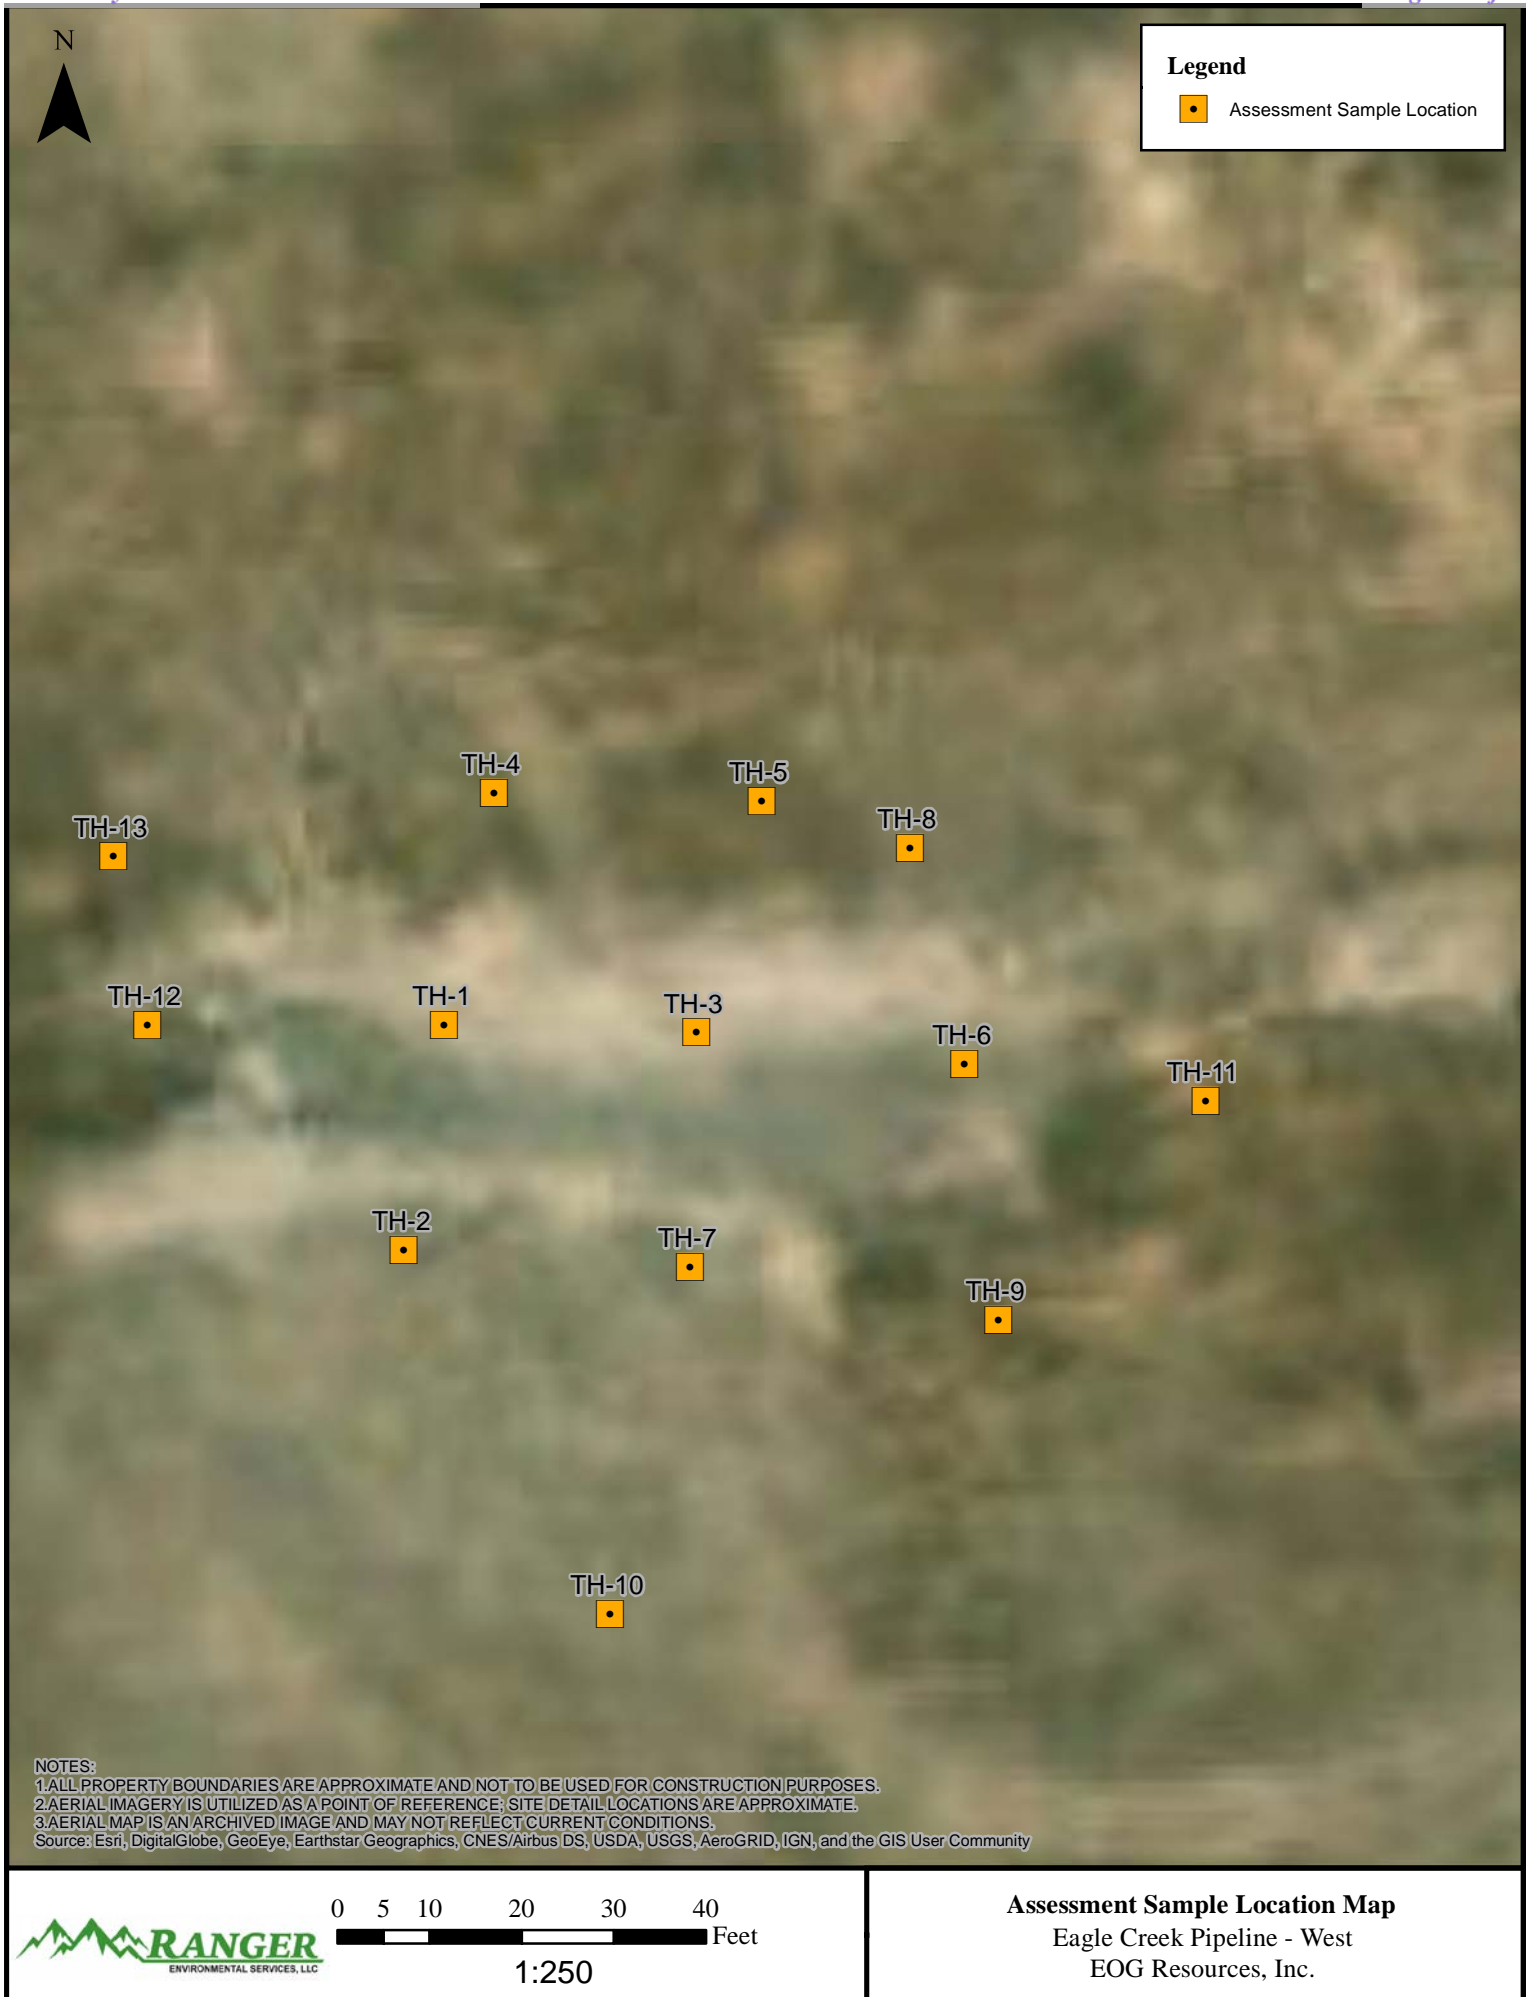 N
Legend
Assessment Sample Location
TH-4
TH-5
TH-8
TH-13
TH-12
TH-1
TH-3
TH-6
TH-11
TH-2
TH-7
TH-9
TH-10
NOTES:
1.ALL PROPERTY BOUNDARIES ARE APPROXIMATE AND NOT TO BE USED FOR CONSTRUCTION PURPOSES.
2.AERIAL IMAGERY IS UTILIZED AS A POINT OF REFERENCE; SITE DETAIL LOCATIONS ARE APPROXIMATE.
3.AERIAL MAP IS AN ARCHIVED IMAGE AND MAY NOT REFLECT CURRENT CONDITIONS.
Source: Esri, DigitalGlobe, GeoEye, Earthstar Geographics, CNES/Airbus DS, USDA, USGS, AeroGRID, IGN, and the GIS User Community
RANGER
ENVIRONMENTAL SERVICES, LLC
0 5 10 20 30 40
Feet
1:250
Assessment Sample Location Map
Eagle Creek Pipeline - West
EOG Resources, Inc.